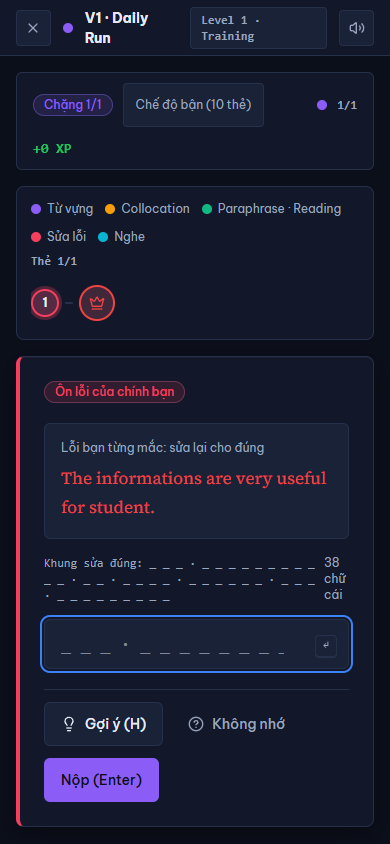 V1 · Daily
Run
Level 1 ·
Training
Chặng 1/1
Chế độ bận (10 thẻ)
1/1
+0 XP
Từ vựng
Collocation
Paraphrase · Reading
Sửa lỗi
Nghe
Thẻ 1/1
1
Ôn lỗi của chính bạn
Lỗi bạn từng mắc: sửa lại cho đúng
The informations are very useful
for student.
Khung sửa đúng: _ _ _ · _ _ _ _ _ _ _ _ _
_ _ · _ _ · _ _ _ _ · _ _ _ _ _ _ · _ _ _
· _ _ _ _ _ _ _ _ _
38
chữ
cái
_ _ _ · _ _ _ _ _ _ _ _
Gợi ý (H)
Không nhớ
Nộp (Enter)